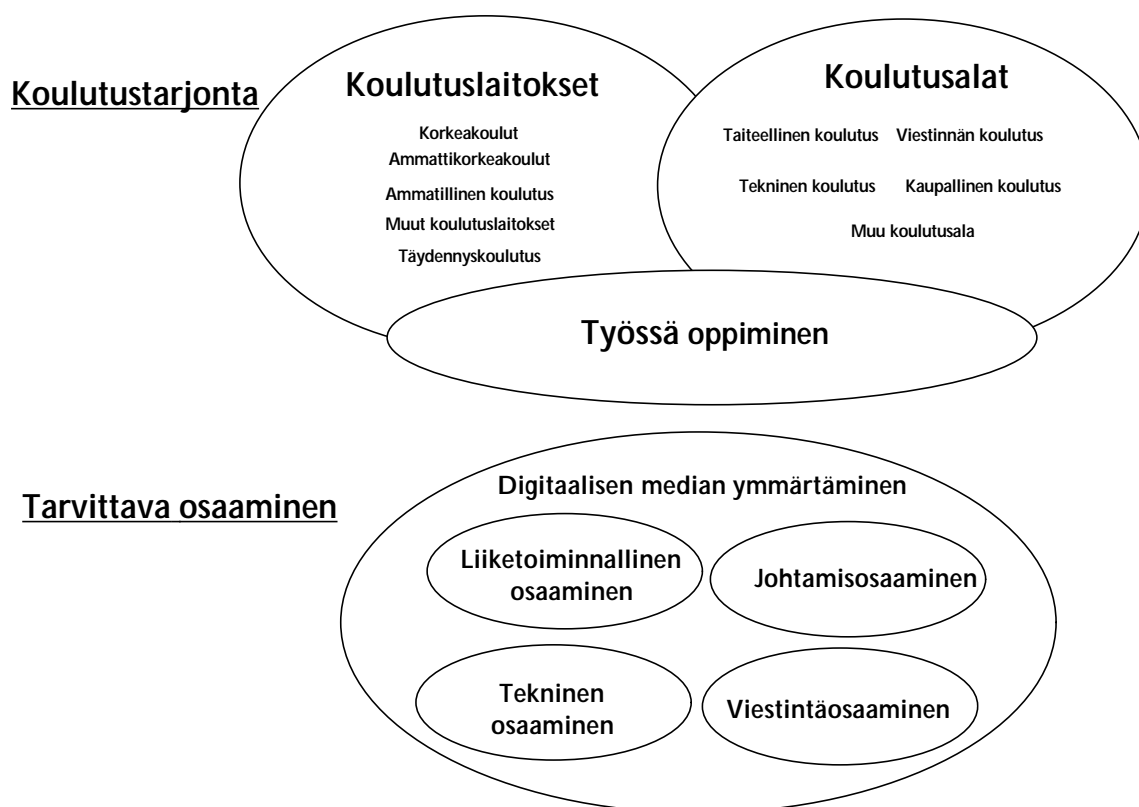 Koulutustarjonta
Koulutuslaitokset
Korkeakoulut
Ammattikorkeakoulut
Ammatillinen koulutus
Muut koulutuslaitokset
Täydennyskoulutus
Koulutusalat
Taiteellinen koulutus Viestinnän koulutus
Tekninen koulutus Kaupallinen koulutus
Muu koulutusala
Työssä oppiminen
Tarvittava osaaminen
Digitaalisen median ymmärtäminen
Liiketoiminnallinen
osaaminen
Johtamisosaaminen
Tekninen
osaaminen
Viestintäosaaminen